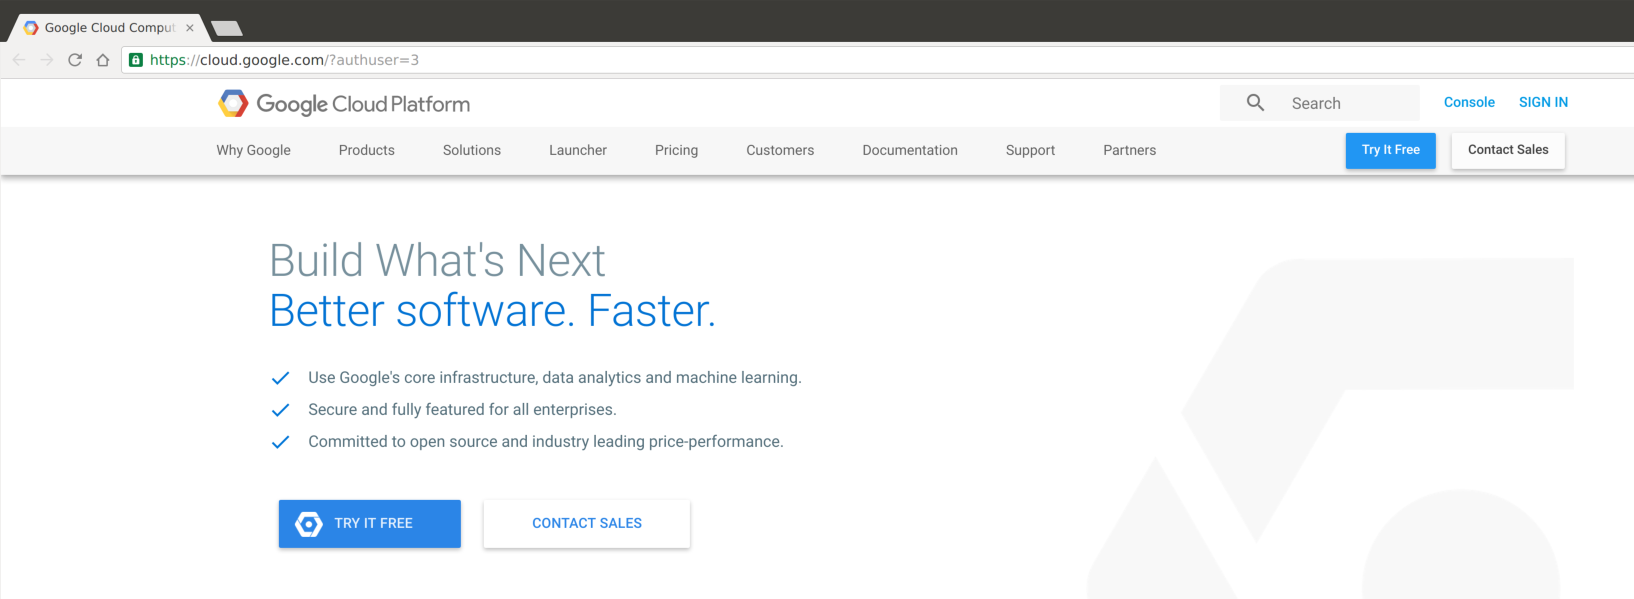 Google Cloud Comput
https://cloud.google.com/?authuser=3
Google Cloud Platform
Search
Console
SIGN IN
Why Google
Products
Solutions
Launcher
Pricing
Customers
Documentation
Support
Partners
Try It Free
Contact Sales
Build What's Next
Better software. Faster.
Use Google's core infrastructure, data analytics and machine learning.
Secure and fully featured for all enterprises.
Committed to open source and industry leading price-performance.
TRY IT FREE
CONTACT SALES